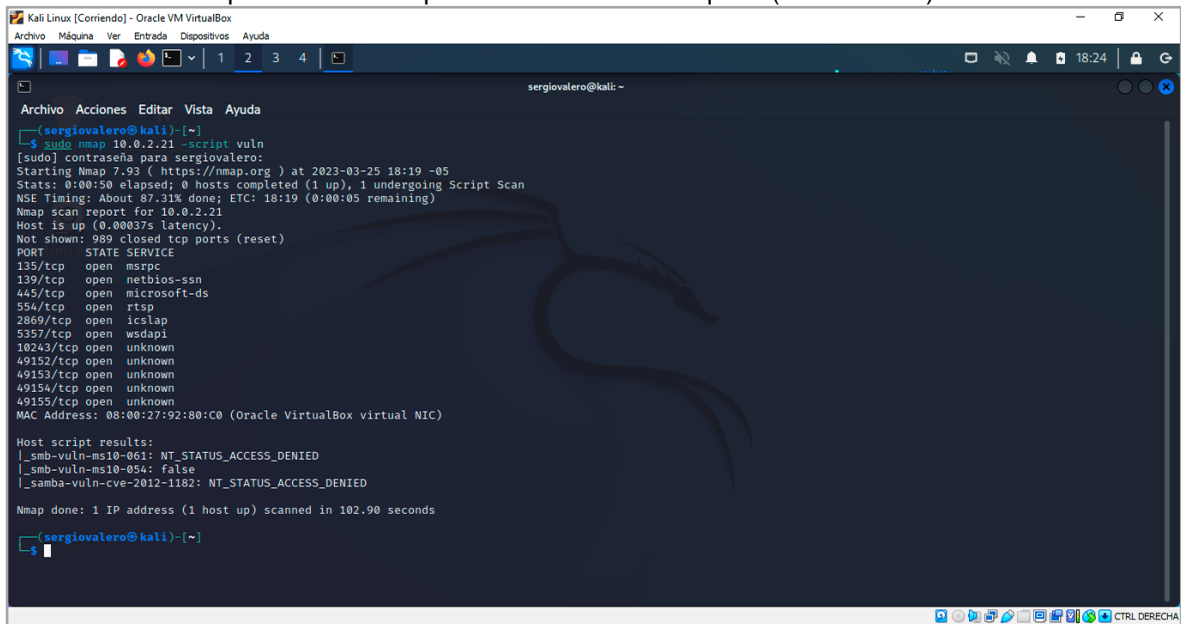 Kali Linux [Corriendo] - Oracle VM VirtualBox
Archivo Máquina Ver Entrada Dispositivos Ayuda
1 2 3 4 18:24
sergiovalero@kali: ~
Archivo Acciones Editar Vista Ayuda
(sergiovalero㉿kali)-[~]
$ sudo nmap 10.0.2.21 -script vuln
[sudo] contraseña para sergiovalero:
Starting Nmap 7.93 ( https://nmap.org ) at 2023-03-25 18:19 -05
Stats: 0:00:50 elapsed; 0 hosts completed (1 up), 1 undergoing Script Scan
NSE Timing: About 87.31% done; ETC: 18:19 (0:00:05 remaining)
Nmap scan report for 10.0.2.21
Host is up (0.00037s latency).
Not shown: 989 closed tcp ports (reset)
PORT STATE SERVICE
135/tcp open msrpc
139/tcp open netbios-ssn
445/tcp open microsoft-ds
554/tcp open rtsp
2869/tcp open icslap
5357/tcp open wsdapi
10243/tcp open unknown
49152/tcp open unknown
49153/tcp open unknown
49154/tcp open unknown
49155/tcp open unknown
MAC Address: 08:00:27:92:80:C0 (Oracle VirtualBox virtual NIC)
Host script results:
|_smb-vuln-ms10-061: NT_STATUS_ACCESS_DENIED
|_smb-vuln-ms10-054: false
|_samba-vuln-cve-2012-1182: NT_STATUS_ACCESS_DENIED
Nmap done: 1 IP address (1 host up) scanned in 102.90 seconds
(sergiovalero㉿kali)-[~]
$
CTRL DERECHA